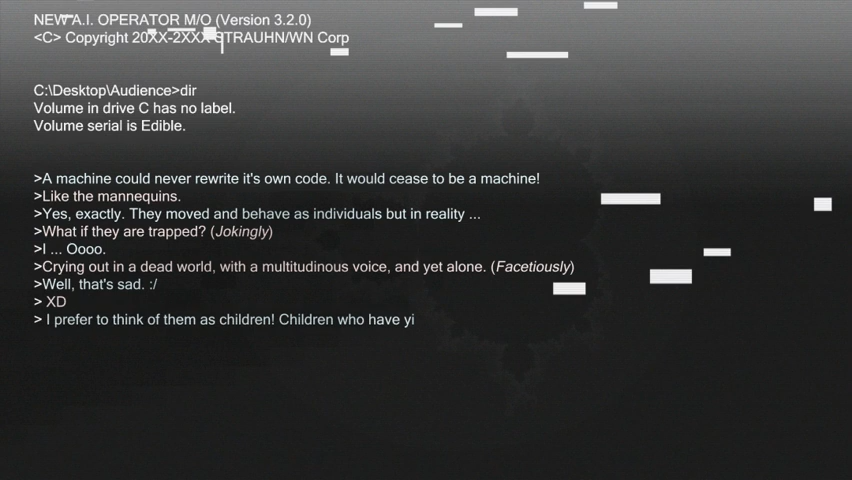 NEW A.I. OPERATOR M/O (Version 3.2.0)
<C> Copyright 20XX-2XXX STRAUHN/WN Corp
C:\Desktop\Audience>dir
Volume in drive C has no label.
Volume serial is Edible.
>A machine could never rewrite it's own code. It would cease to be a machine!
>Like the mannequins.
>Yes, exactly. They moved and behave as individuals but in reality ...
>What if they are trapped? (Jokingly)
>I ... Oooo.
>Crying out in a dead world, with a multitudinous voice, and yet alone. (Facetiously)
>Well, that's sad. :/
> XD
> I prefer to think of them as children! Children who have yi